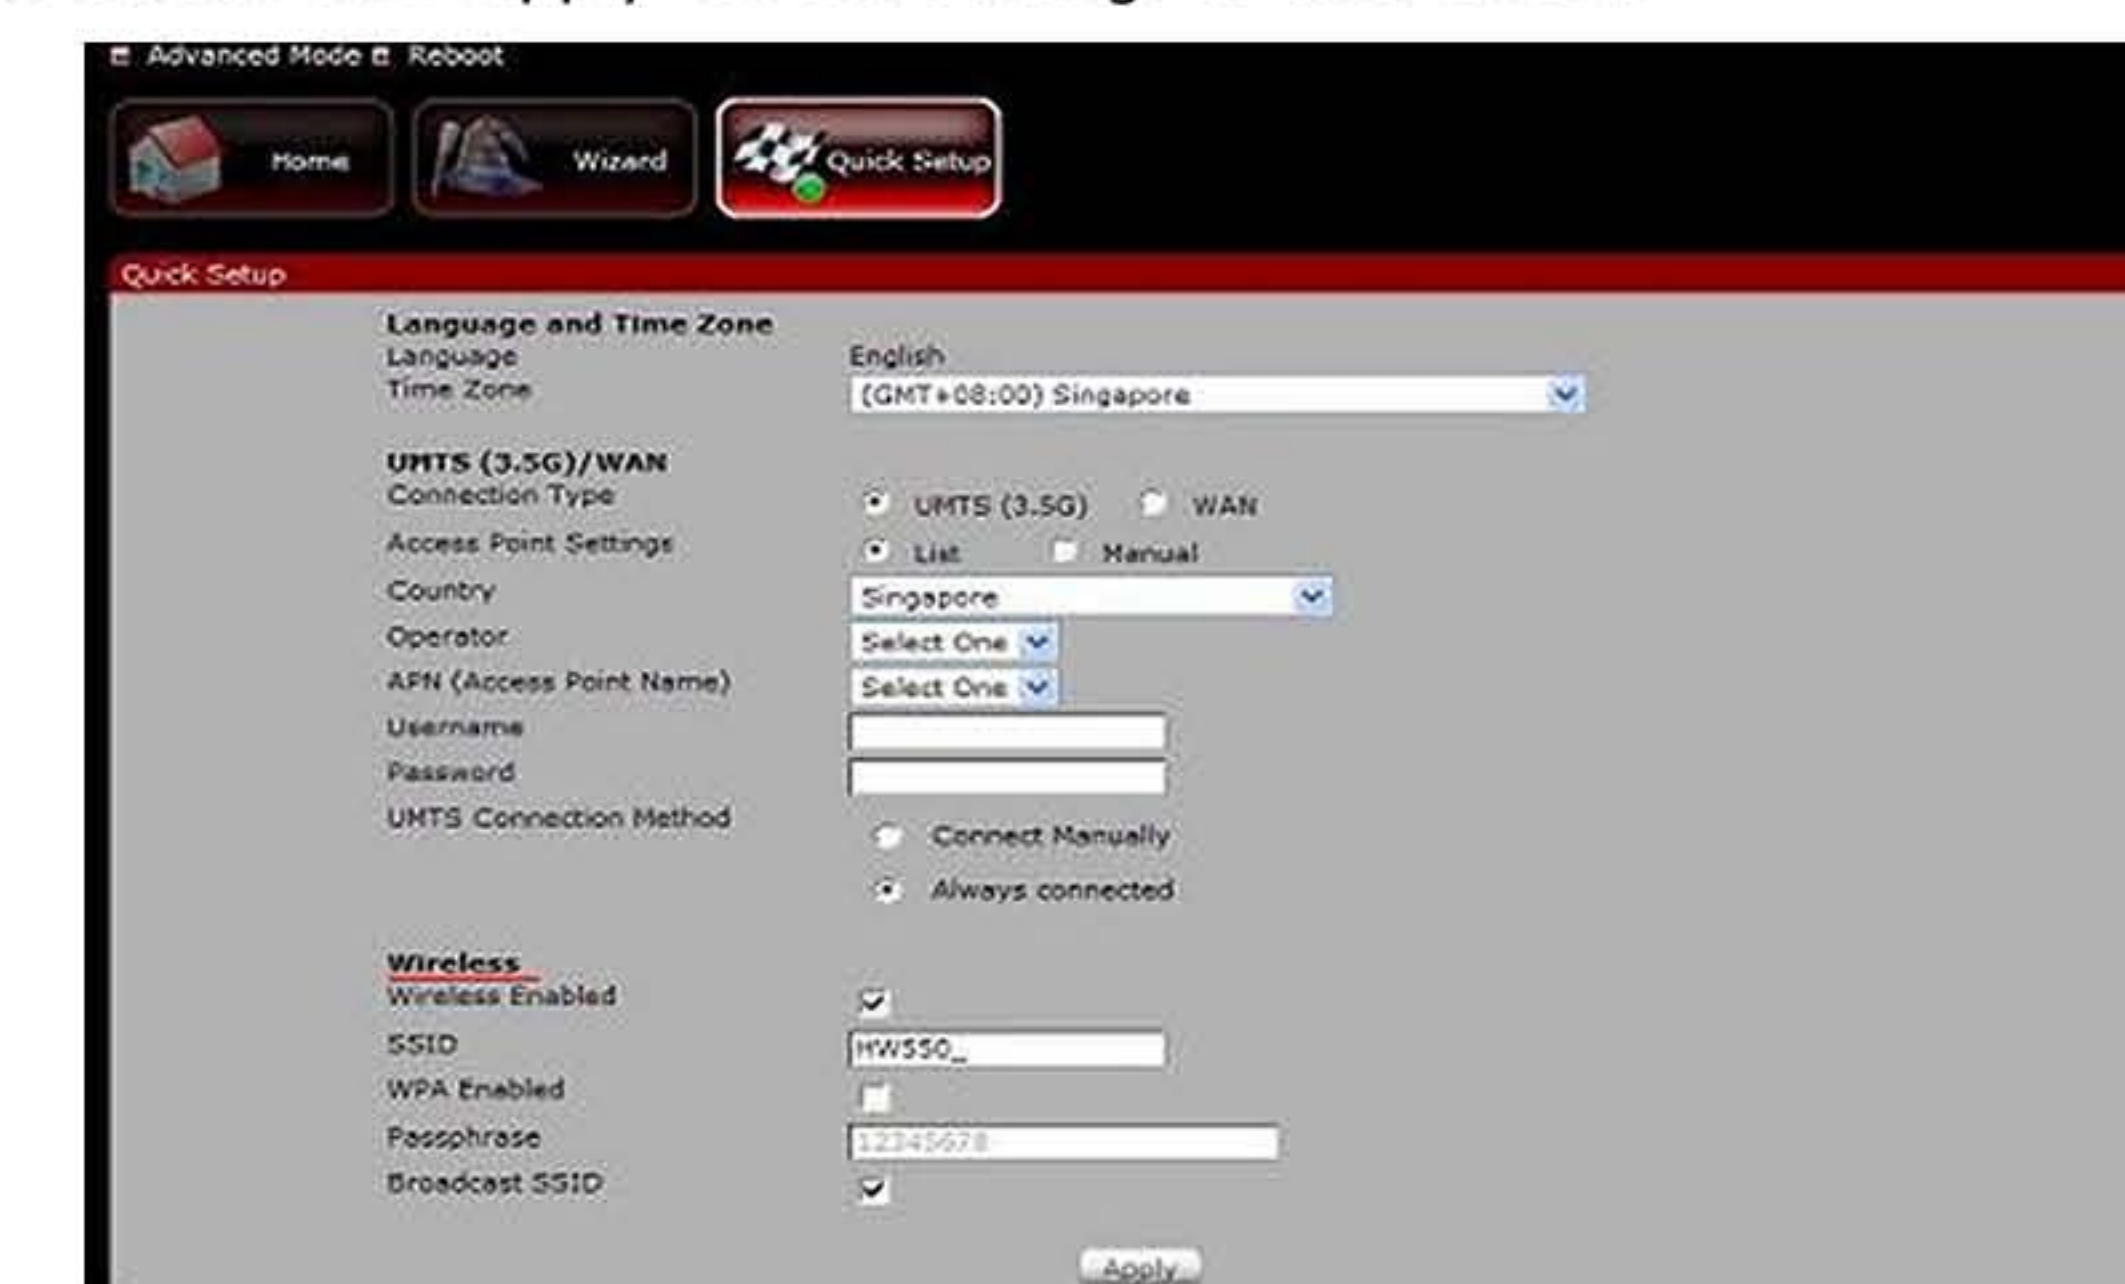 Advanced Mode Reboot
Home Wizard Quick Setup
Quick Setup
Language and Time Zone
Language English
Time Zone (GMT+08:00) Singapore
UMTS (3.5G)/WAN
Connection Type UMTS (3.5G) WAN
Access Point Settings List Manual
Country Singapore
Operator Select One
APN (Access Point Name) Select One
Username
Password
UMTS Connection Method Connect Manually
Always connected
Wireless
Wireless Enabled
SSID HW550_
WPA Enabled
Passphrase 12345678
Broadcast SSID
Apply